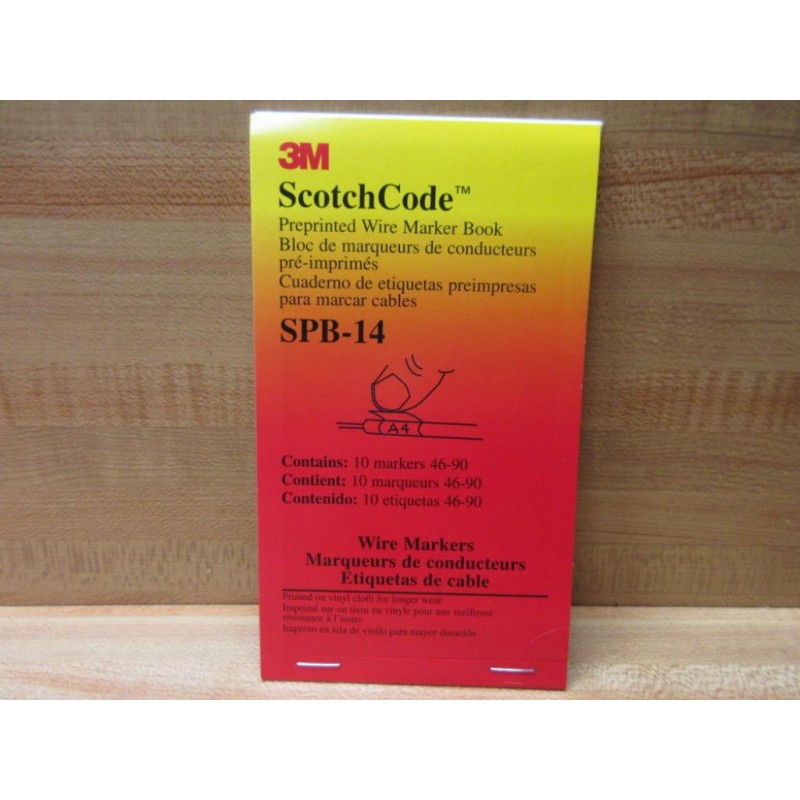 3M
ScotchCode™
Preprinted Wire Marker Book
Bloc de marqueurs de conducteurs
pré-imprimés
Cuaderno de etiquetas preimpresas
para marcar cables
SPB-14
A4
Contains: 10 markers 46-90
Contient: 10 marqueurs 46-90
Contenido: 10 etiquetas 46-90
Wire Markers
Marqueurs de conducteurs
Etiquetas de cable
Printed on vinyl cloth for longer wear
Imprimé sur un tissu en vinyle pour une meilleure
résistance à l'usure
Impreso en tela de vinilo para mayor duración